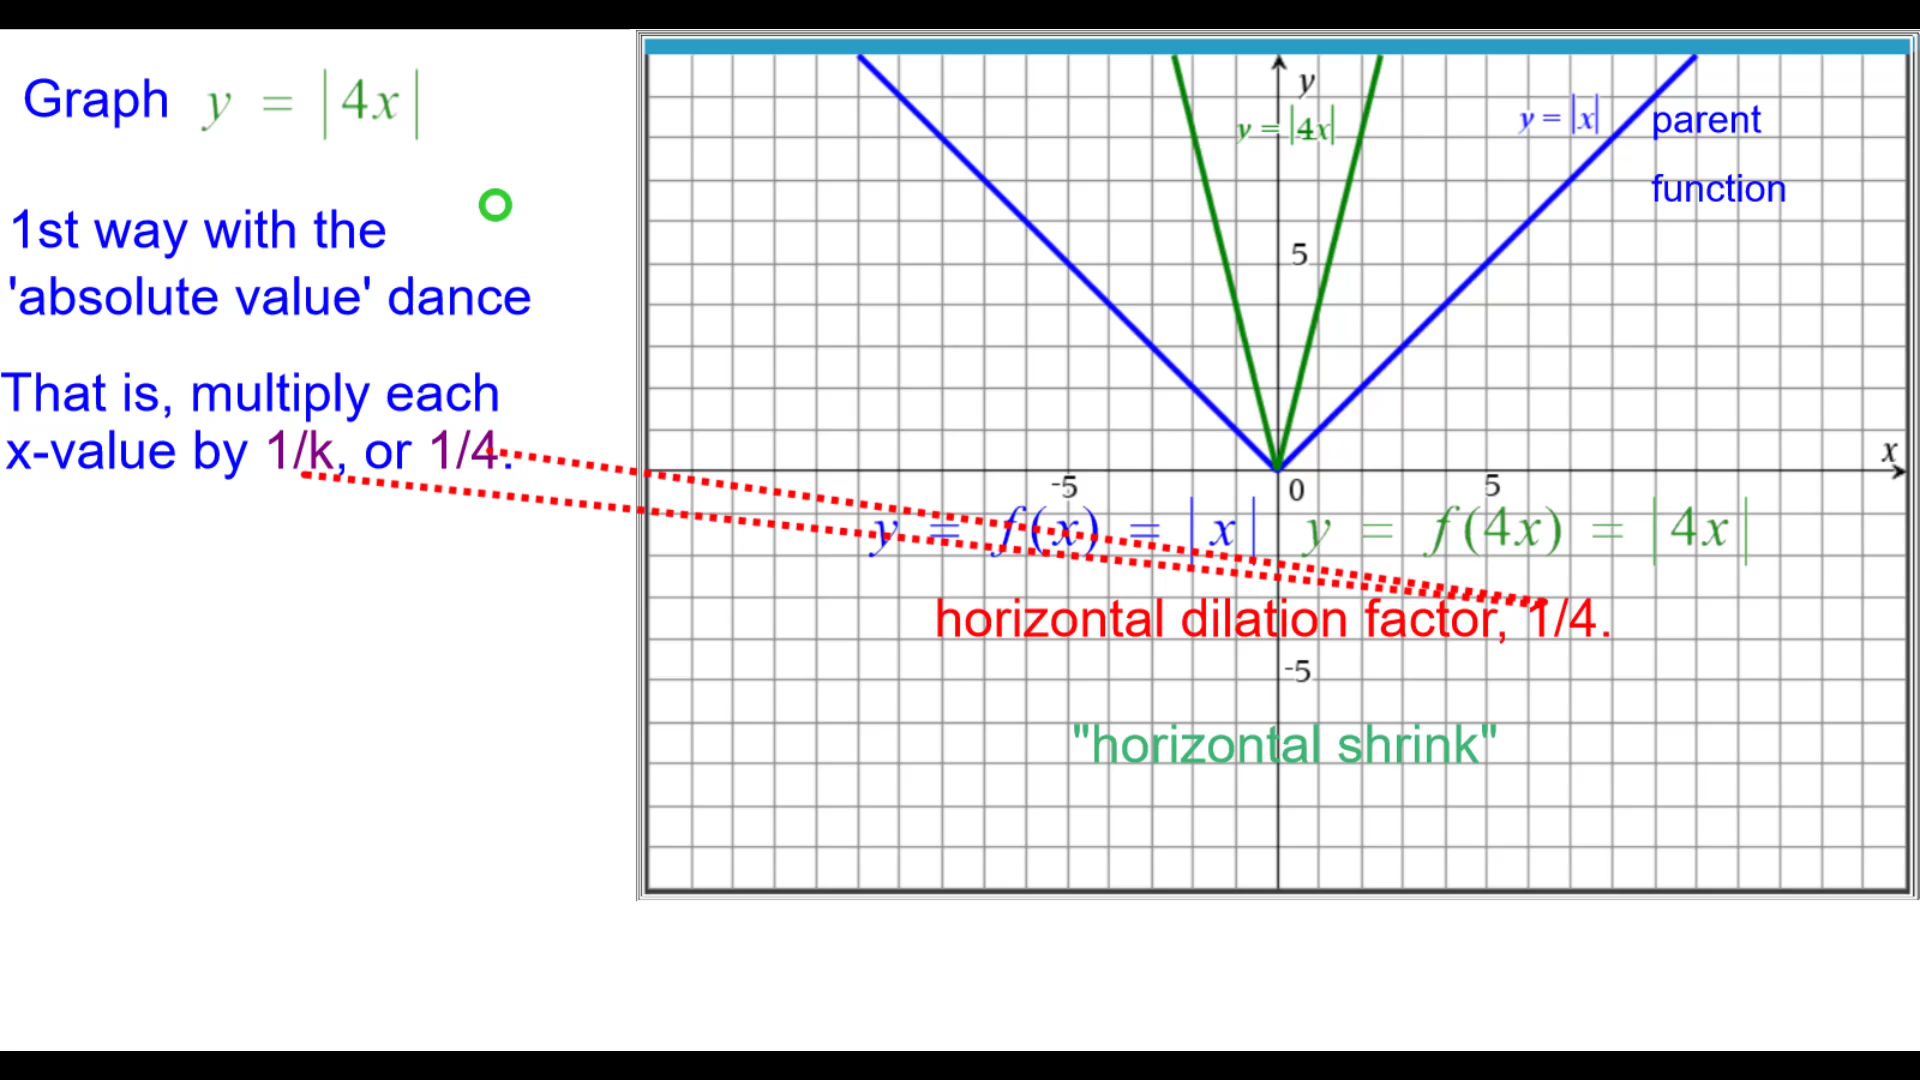 Graph y = |4x|
1st way with the
'absolute value' dance
That is, multiply each
x-value by 1/k, or 1/4.
y
y = |4x|
y = |x| parent
function
5
x
-5 0 5
y = f(x) = |x| y = f(4x) = |4x|
horizontal dilation factor, 1/4.
-5
"horizontal shrink"